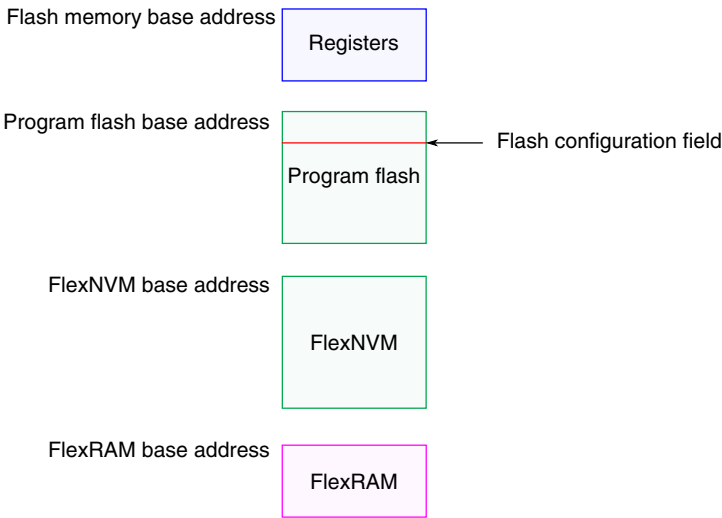 Flash memory base address
Registers
Program flash base address
Flash configuration field
Program flash
FlexNVM base address
FlexNVM
FlexRAM base address
FlexRAM